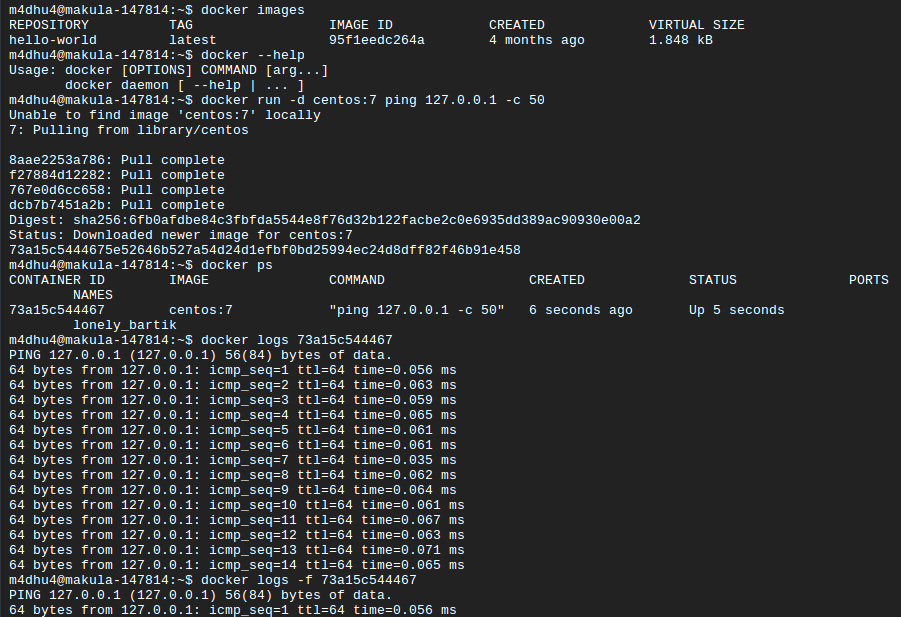 m4dhu4@makula-147814:~$ docker images
REPOSITORY          TAG                 IMAGE ID            CREATED             VIRTUAL SIZE
hello-world         latest              95f1eedc264a        4 months ago        1.848 kB
m4dhu4@makula-147814:~$ docker --help
Usage: docker [OPTIONS] COMMAND [arg...]
       docker daemon [ --help | ... ]
m4dhu4@makula-147814:~$ docker run -d centos:7 ping 127.0.0.1 -c 50
Unable to find image 'centos:7' locally
7: Pulling from library/centos

8aae2253a786: Pull complete
f27884d12282: Pull complete
767e0d6cc658: Pull complete
dcb7b7451a2b: Pull complete
Digest: sha256:6fb0afdbe84c3fbfda5544e8f76d32b122facbe2c0e6935dd389ac90930e00a2
Status: Downloaded newer image for centos:7
73a15c5444675e52646b527a54d24d1efbf0bd25994ec24d8dff82f46b91e458
m4dhu4@makula-147814:~$ docker ps
CONTAINER ID        IMAGE               COMMAND                  CREATED             STATUS              PORTS
        NAMES
73a15c544467        centos:7            "ping 127.0.0.1 -c 50"   6 seconds ago       Up 5 seconds
        lonely_bartik
m4dhu4@makula-147814:~$ docker logs 73a15c544467
PING 127.0.0.1 (127.0.0.1) 56(84) bytes of data.
64 bytes from 127.0.0.1: icmp_seq=1 ttl=64 time=0.056 ms
64 bytes from 127.0.0.1: icmp_seq=2 ttl=64 time=0.063 ms
64 bytes from 127.0.0.1: icmp_seq=3 ttl=64 time=0.059 ms
64 bytes from 127.0.0.1: icmp_seq=4 ttl=64 time=0.065 ms
64 bytes from 127.0.0.1: icmp_seq=5 ttl=64 time=0.061 ms
64 bytes from 127.0.0.1: icmp_seq=6 ttl=64 time=0.061 ms
64 bytes from 127.0.0.1: icmp_seq=7 ttl=64 time=0.035 ms
64 bytes from 127.0.0.1: icmp_seq=8 ttl=64 time=0.062 ms
64 bytes from 127.0.0.1: icmp_seq=9 ttl=64 time=0.064 ms
64 bytes from 127.0.0.1: icmp_seq=10 ttl=64 time=0.061 ms
64 bytes from 127.0.0.1: icmp_seq=11 ttl=64 time=0.067 ms
64 bytes from 127.0.0.1: icmp_seq=12 ttl=64 time=0.063 ms
64 bytes from 127.0.0.1: icmp_seq=13 ttl=64 time=0.071 ms
64 bytes from 127.0.0.1: icmp_seq=14 ttl=64 time=0.065 ms
m4dhu4@makula-147814:~$ docker logs -f 73a15c544467
PING 127.0.0.1 (127.0.0.1) 56(84) bytes of data.
64 bytes from 127.0.0.1: icmp_seq=1 ttl=64 time=0.056 ms